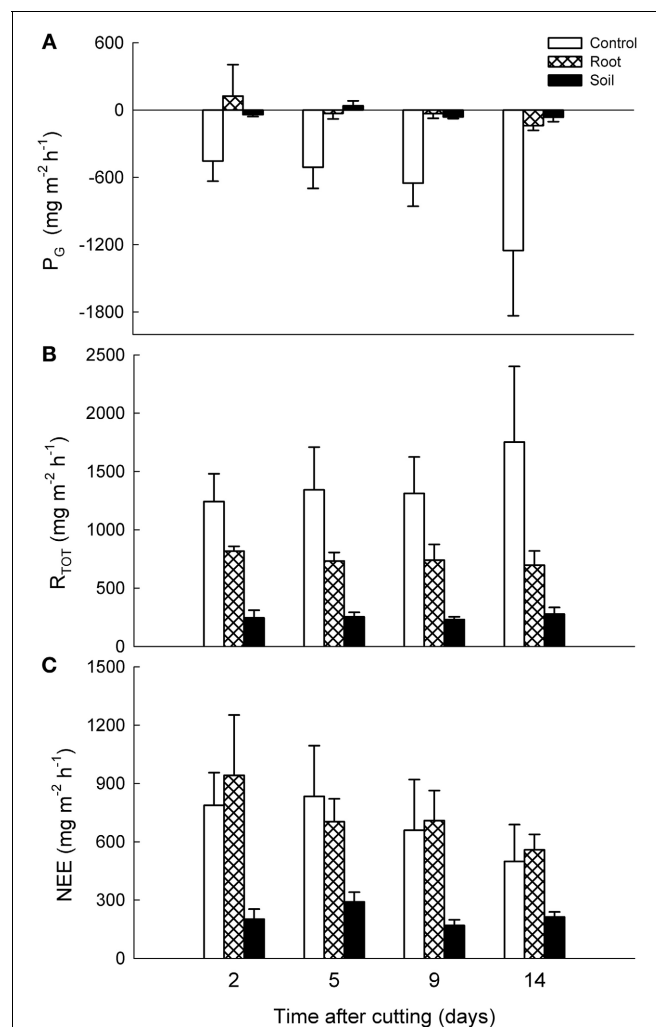 A
600
0
-600
-1200
-1800
P_G (mg m⁻² h⁻¹)
Control
Root
Soil
B
2500
2000
1500
1000
500
0
R_TOT (mg m⁻² h⁻¹)
C
1500
1200
900
600
300
0
NEE (mg m⁻² h⁻¹)
2 5 9 14
Time after cutting (days)